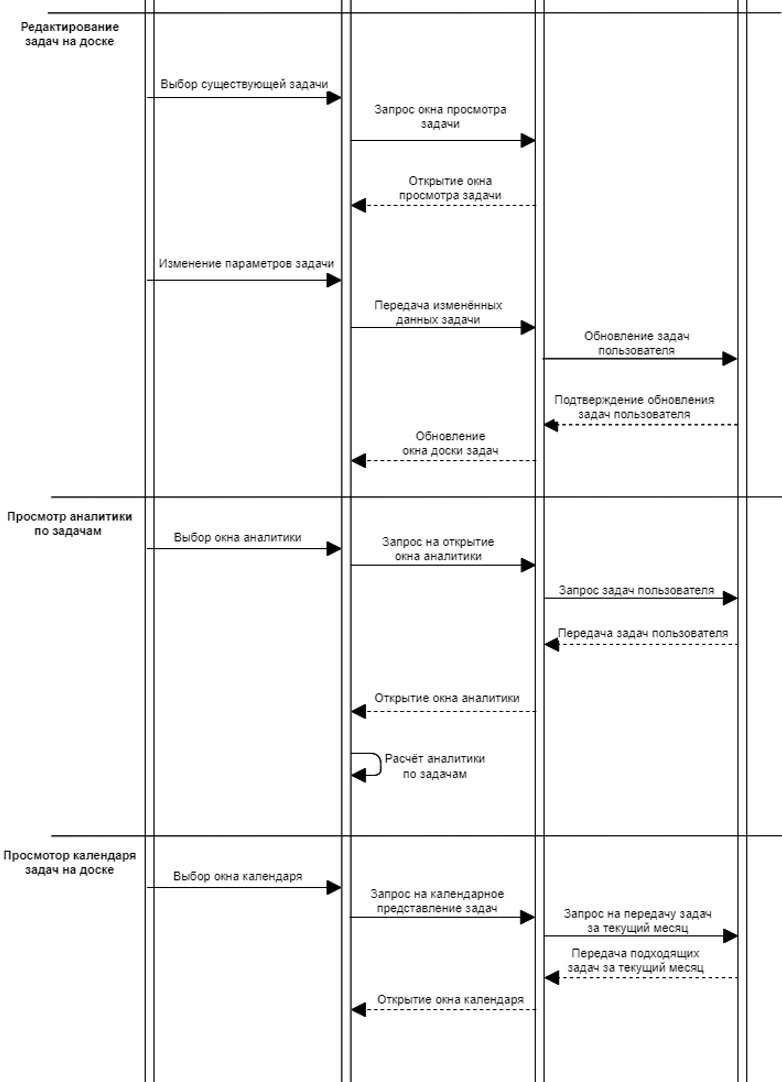 Редактирование
задач на доске
Выбор существующей задачи
Запрос окна просмотра
задачи
Открытие окна
просмотра задачи
Изменение параметров задачи
Передача изменённых
данных задачи
Обновление задач
пользователя
Подтверждение обновления
задач пользователя
Обновление
окна доски задач
Просмотр аналитики
по задачам
Выбор окна аналитики
Запрос на открытие
окна аналитики
Запрос задач пользователя
Передача задач пользователя
Открытие окна аналитики
Расчёт аналитики
по задачам
Просмотор календаря
задач на доске
Выбор окна календаря
Запрос на календарное
представление задач
Запрос на передачу задач
за текущий месяц
Передача подходящих
задач за текущий месяц
Открытие окна календаря